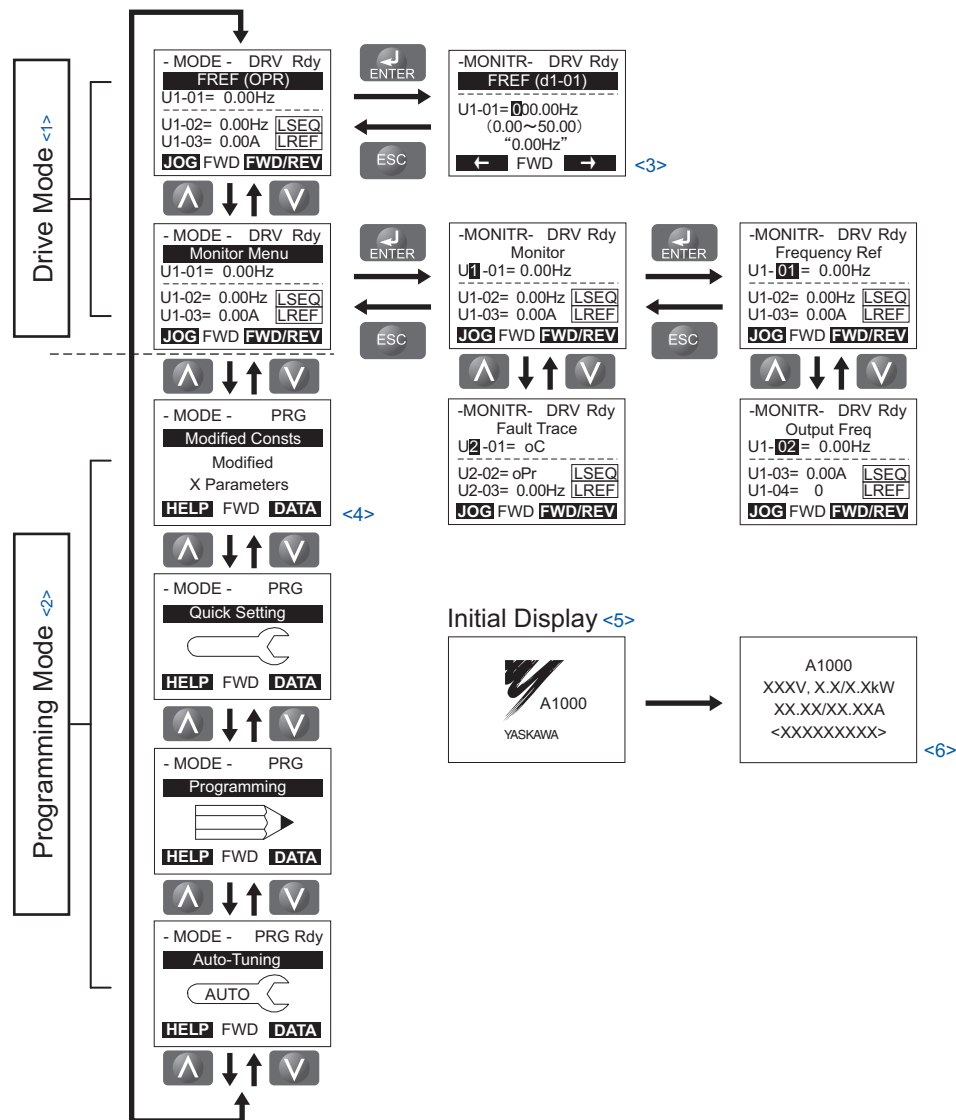 Drive Mode <1>
- MODE - DRV Rdy
FREF (OPR)
U1-01= 0.00Hz
U1-02= 0.00Hz LSEQ
U1-03= 0.00A LREF
JOG FWD FWD/REV
ENTER
ESC
-MONITR- DRV Rdy
FREF (d1-01)
U1-01=000.00Hz
(0.00～50.00)
“0.00Hz”
← FWD →
<3>
- MODE - DRV Rdy
Monitor Menu
U1-01= 0.00Hz
U1-02= 0.00Hz LSEQ
U1-03= 0.00A LREF
JOG FWD FWD/REV
ENTER
ESC
-MONITR- DRV Rdy
Monitor
U1 -01= 0.00Hz
U1-02= 0.00Hz LSEQ
U1-03= 0.00A LREF
JOG FWD FWD/REV
ENTER
ESC
-MONITR- DRV Rdy
Frequency Ref
U1- 01 = 0.00Hz
U1-02= 0.00Hz LSEQ
U1-03= 0.00A LREF
JOG FWD FWD/REV
-MONITR- DRV Rdy
Fault Trace
U2 -01= oC
U2-02= oPr LSEQ
U2-03= 0.00Hz LREF
JOG FWD FWD/REV
-MONITR- DRV Rdy
Output Freq
U1- 02 = 0.00Hz
U1-03= 0.00A LSEQ
U1-04= 0 LREF
JOG FWD FWD/REV
Programming Mode <2>
- MODE - PRG
Modified Consts
Modified
X Parameters
HELP FWD DATA
<4>
- MODE - PRG
Quick Setting
HELP FWD DATA
- MODE - PRG
Programming
HELP FWD DATA
- MODE - PRG Rdy
Auto-Tuning
AUTO
HELP FWD DATA
Initial Display <5>
A1000
YASKAWA
A1000
XXXV, X.X/X.XkW
XX.XX/XX.XXA
<XXXXXXXXX>
<6>